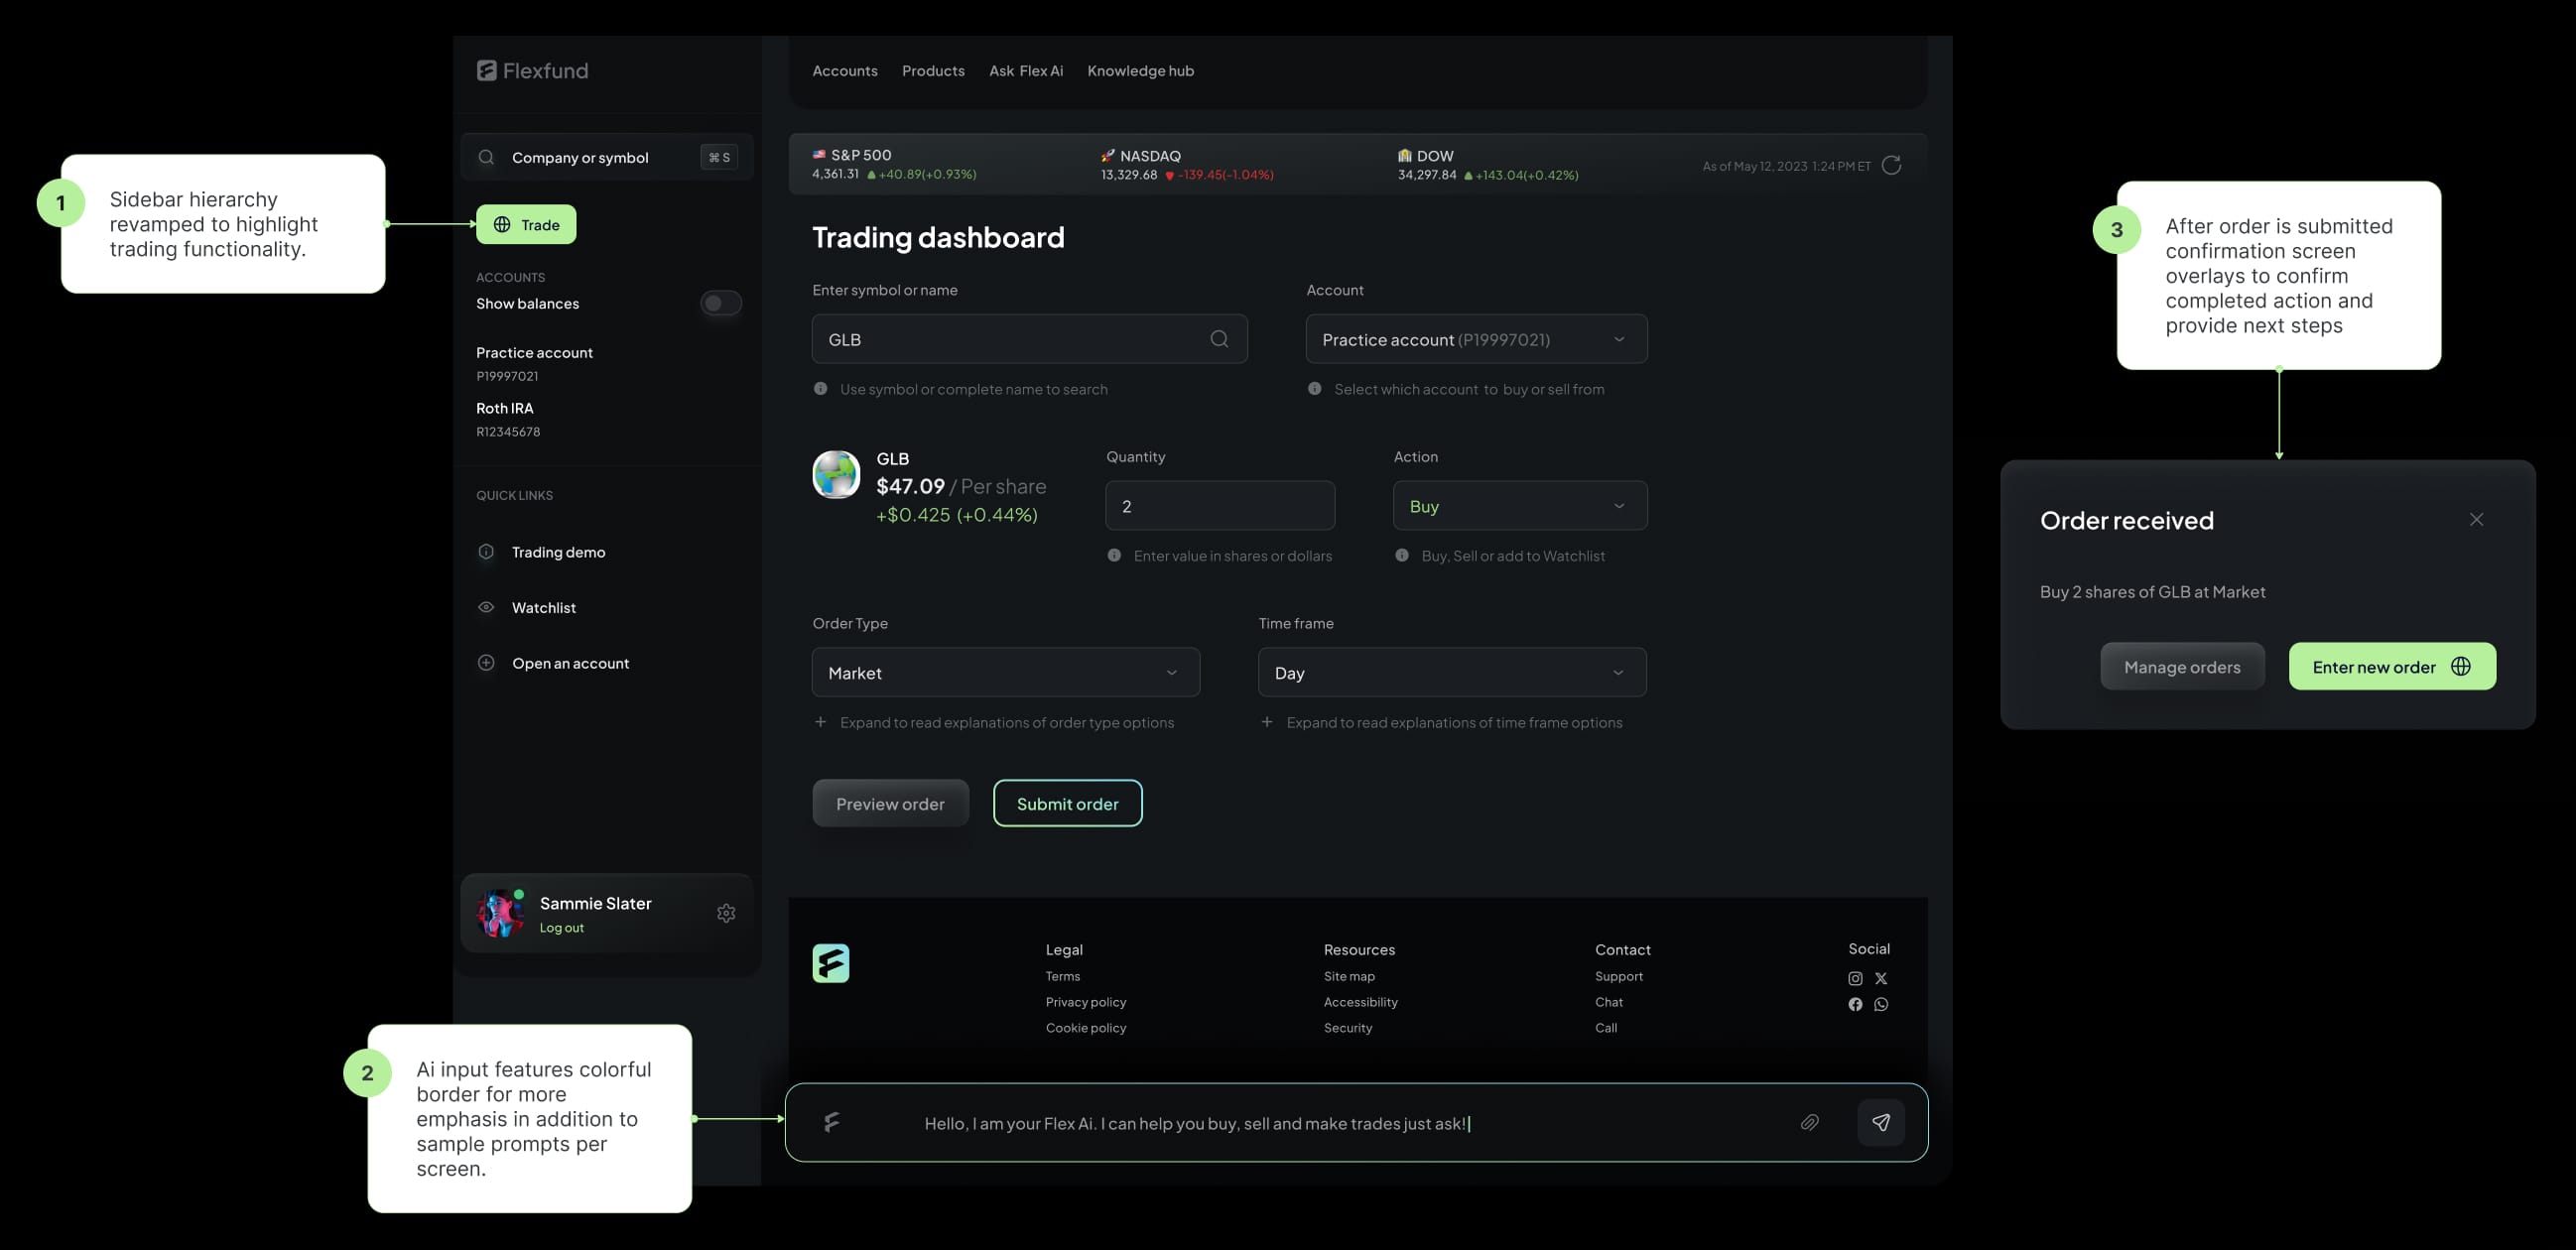 Flexfund
Accounts Products Ask Flex Ai Knowledge hub
Company or symbol ⌘ S
S&P 500
4,361.31 +40.89(+0.93%)
NASDAQ
13,329.68 -139.45(-1.04%)
DOW
34,297.84 +143.04(+0.42%)
As of May 12, 2023 1:24 PM ET
1
Sidebar hierarchy
revamped to highlight
trading functionality.
Trade
ACCOUNTS
Show balances
Practice account
P19997021
Roth IRA
R12345678
QUICK LINKS
Trading demo
Watchlist
Open an account
Sammie Slater
Log out
Trading dashboard
Enter symbol or name
GLB
Use symbol or complete name to search
Account
Practice account (P19997021)
Select which account to buy or sell from
GLB
$47.09 / Per share
+$0.425 (+0.44%)
Quantity
2
Enter value in shares or dollars
Action
Buy
Buy, Sell or add to Watchlist
Order Type
Market
Expand to read explanations of order type options
Time frame
Day
Expand to read explanations of time frame options
Preview order
Submit order
Legal
Terms
Privacy policy
Cookie policy
Resources
Site map
Accessibility
Security
Contact
Support
Chat
Call
Social
2
Ai input features colorful
border for more
emphasis in addition to
sample prompts per
screen.
Hello, I am your Flex Ai. I can help you buy, sell and make trades just ask!
3
After order is submitted
confirmation screen
overlays to confirm
completed action and
provide next steps
Order received
Buy 2 shares of GLB at Market
Manage orders
Enter new order